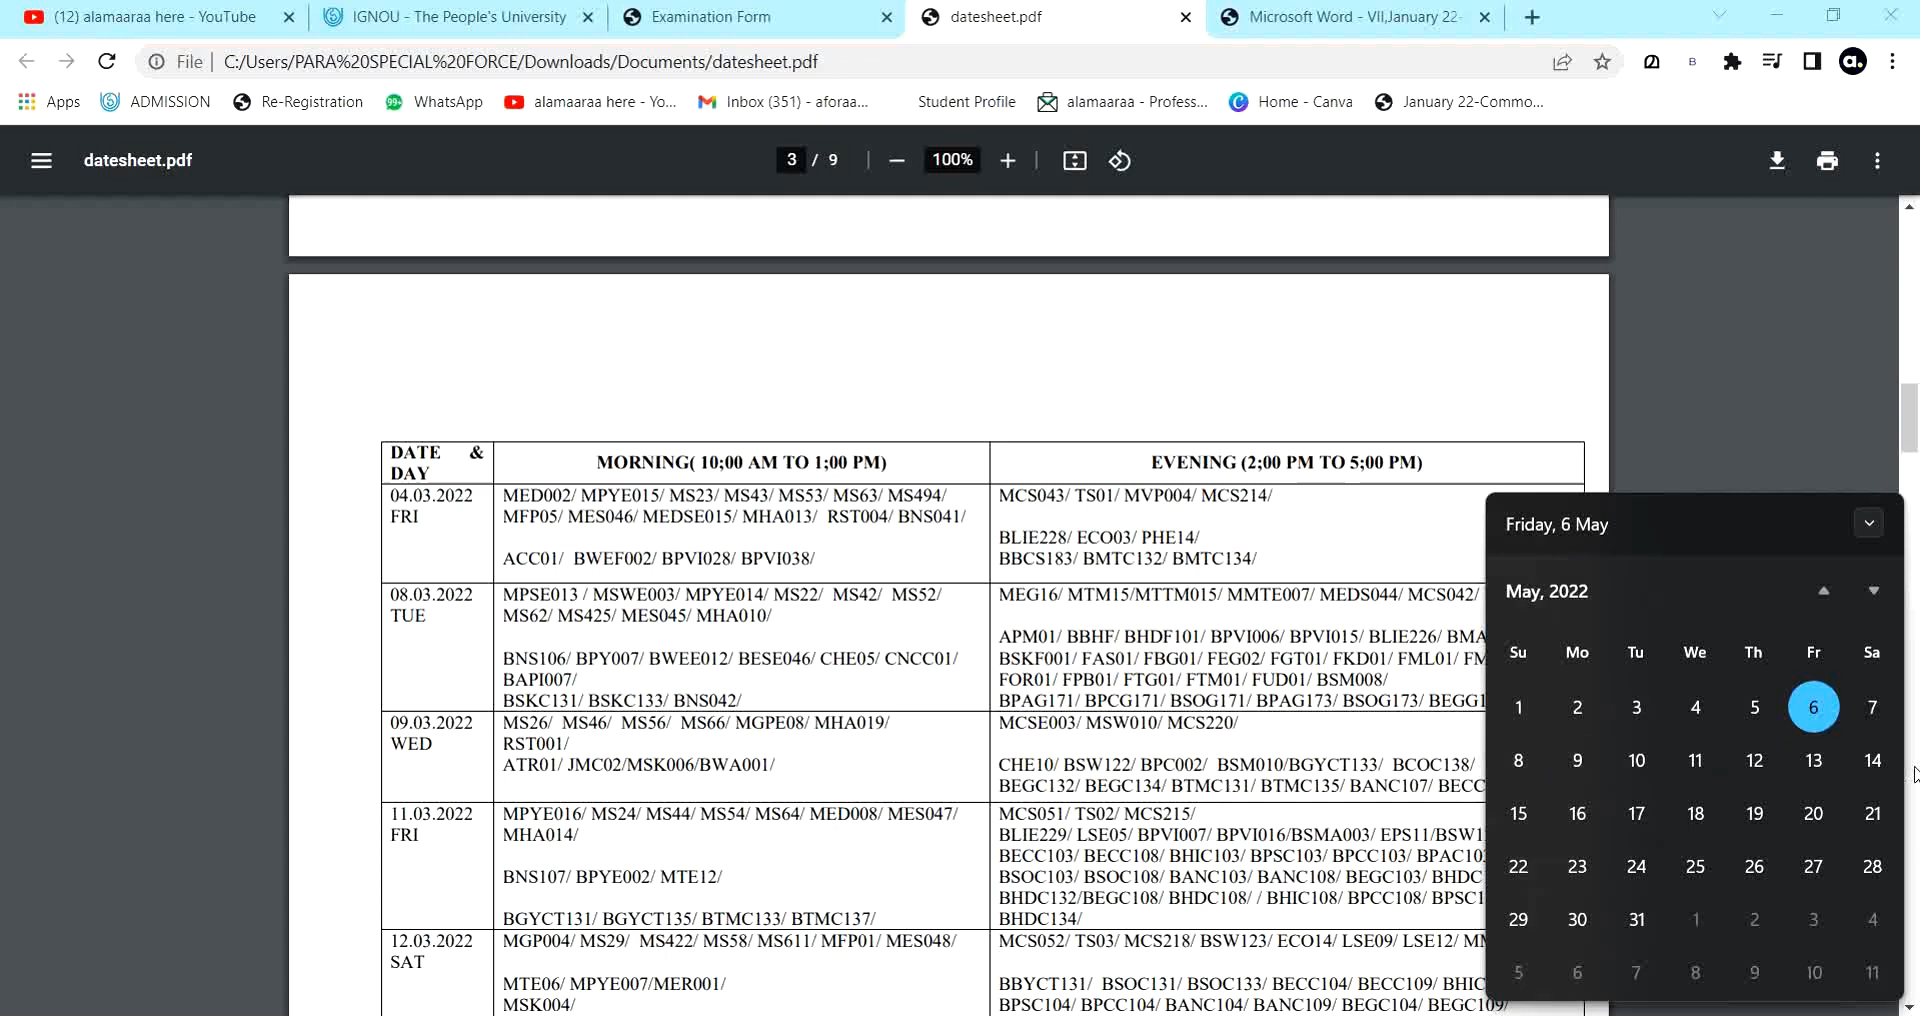 (12) alamaaraa here - YouTube
IGNOU - The People's University
Examination Form
datesheet.pdf
Microsoft Word - VII,January 22-
File
C:/Users/PARA%20SPECIAL%20FORCE/Downloads/Documents/datesheet.pdf
B
a.
Apps
ADMISSION
Re-Registration
99+
WhatsApp
alamaaraa here - Yo...
Inbox (351) - aforaa...
Student Profile
alamaaraa - Profess...
Home - Canva
January 22-Commo...
datesheet.pdf
3 / 9
100%
DATE & DAY
MORNING( 10;00 AM TO 1;00 PM)
EVENING (2;00 PM TO 5;00 PM)
04.03.2022
FRI
MED002/ MPYE015/ MS23/ MS43/ MS53/ MS63/ MS494/
MFP05/ MES046/ MEDSE015/ MHA013/ RST004/ BNS041/
ACC01/ BWEF002/ BPVI028/ BPVI038/
MCS043/ TS01/ MVP004/ MCS214/
BLIE228/ ECO03/ PHE14/
BBCS183/ BMTC132/ BMTC134/
08.03.2022
TUE
MPSE013 / MSWE003/ MPYE014/ MS22/ MS42/ MS52/
MS62/ MS425/ MES045/ MHA010/
BNS106/ BPY007/ BWEE012/ BESE046/ CHE05/ CNCC01/
BAPI007/
BSKC131/ BSKC133/ BNS042/
MEG16/ MTM15/MTTM015/ MMTE007/ MEDS044/ MCS042/
APM01/ BBHF/ BHDF101/ BPVI006/ BPVI015/ BLIE226/ BMA
BSKF001/ FAS01/ FBG01/ FEG02/ FGT01/ FKD01/ FML01/ FM
FOR01/ FPB01/ FTG01/ FTM01/ FUD01/ BSM008/
BPAG171/ BPCG171/ BSOG171/ BPAG173/ BSOG173/ BEGG1
09.03.2022
WED
MS26/ MS46/ MS56/ MS66/ MGPE08/ MHA019/
RST001/
ATR01/ JMC02/MSK006/BWA001/
MCSE003/ MSW010/ MCS220/
CHE10/ BSW122/ BPC002/ BSM010/BGYCT133/ BCOC138/
BEGC132/ BEGC134/ BTMC131/ BTMC135/ BANC107/ BECC
11.03.2022
FRI
MPYE016/ MS24/ MS44/ MS54/ MS64/ MED008/ MES047/
MHA014/
BNS107/ BPYE002/ MTE12/
BGYCT131/ BGYCT135/ BTMC133/ BTMC137/
MCS051/ TS02/ MCS215/
BLIE229/ LSE05/ BPVI007/ BPVI016/BSMA003/ EPS11/BSW1
BECC103/ BECC108/ BHIC103/ BPSC103/ BPCC103/ BPAC103
BSOC103/ BSOC108/ BANC103/ BANC108/ BEGC103/ BHDC
BHDC132/BEGC108/ BHDC108/ / BHIC108/ BPCC108/ BPSC1
BHDC134/
12.03.2022
SAT
MGP004/ MS29/ MS422/ MS58/ MS611/ MFP01/ MES048/
MTE06/ MPYE007/MER001/
MSK004/
MCS052/ TS03/ MCS218/ BSW123/ ECO14/ LSE09/ LSE12/
BBYCT131/ BSOC131/ BSOC133/ BECC104/ BECC109/ BHIC
BPSC104/ BPCC104/ BANC104/ BANC109/ BEGC104/ BEGC109/
Friday, 6 May
May, 2022
Su Mo Tu We Th Fr Sa
1 2 3 4 5 6 7
8 9 10 11 12 13 14
15 16 17 18 19 20 21
22 23 24 25 26 27 28
29 30 31 1 2 3 4
5 6 7 8 9 10 11